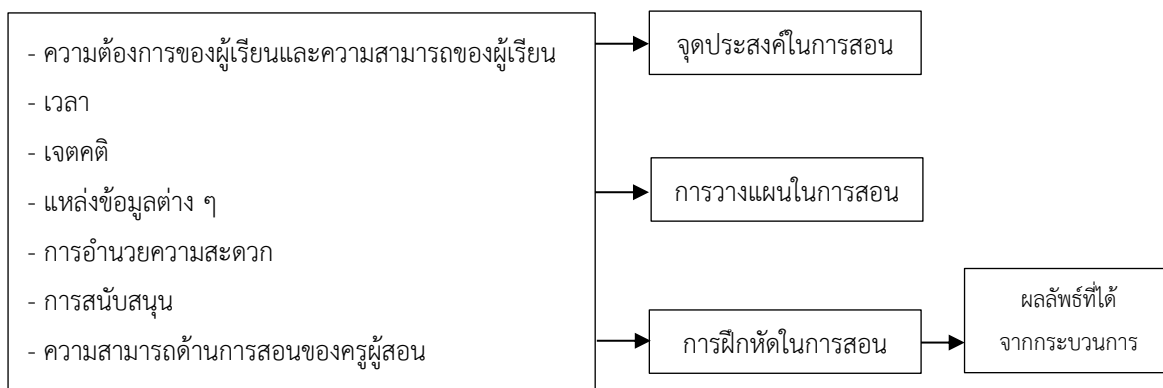 - ความต้องการของผู้เรียนและความสามารถของผู้เรียน
- เวลา
- เจตคติ
- แหล่งข้อมูลต่าง ๆ
- การอำนวยความสะดวก
- การสนับสนุน
- ความสามารถด้านการสอนของครูผู้สอน
จุดประสงค์ในการสอน
การวางแผนในการสอน
การฝึกหัดในการสอน
ผลลัพธ์ที่ได้
จากกระบวนการ